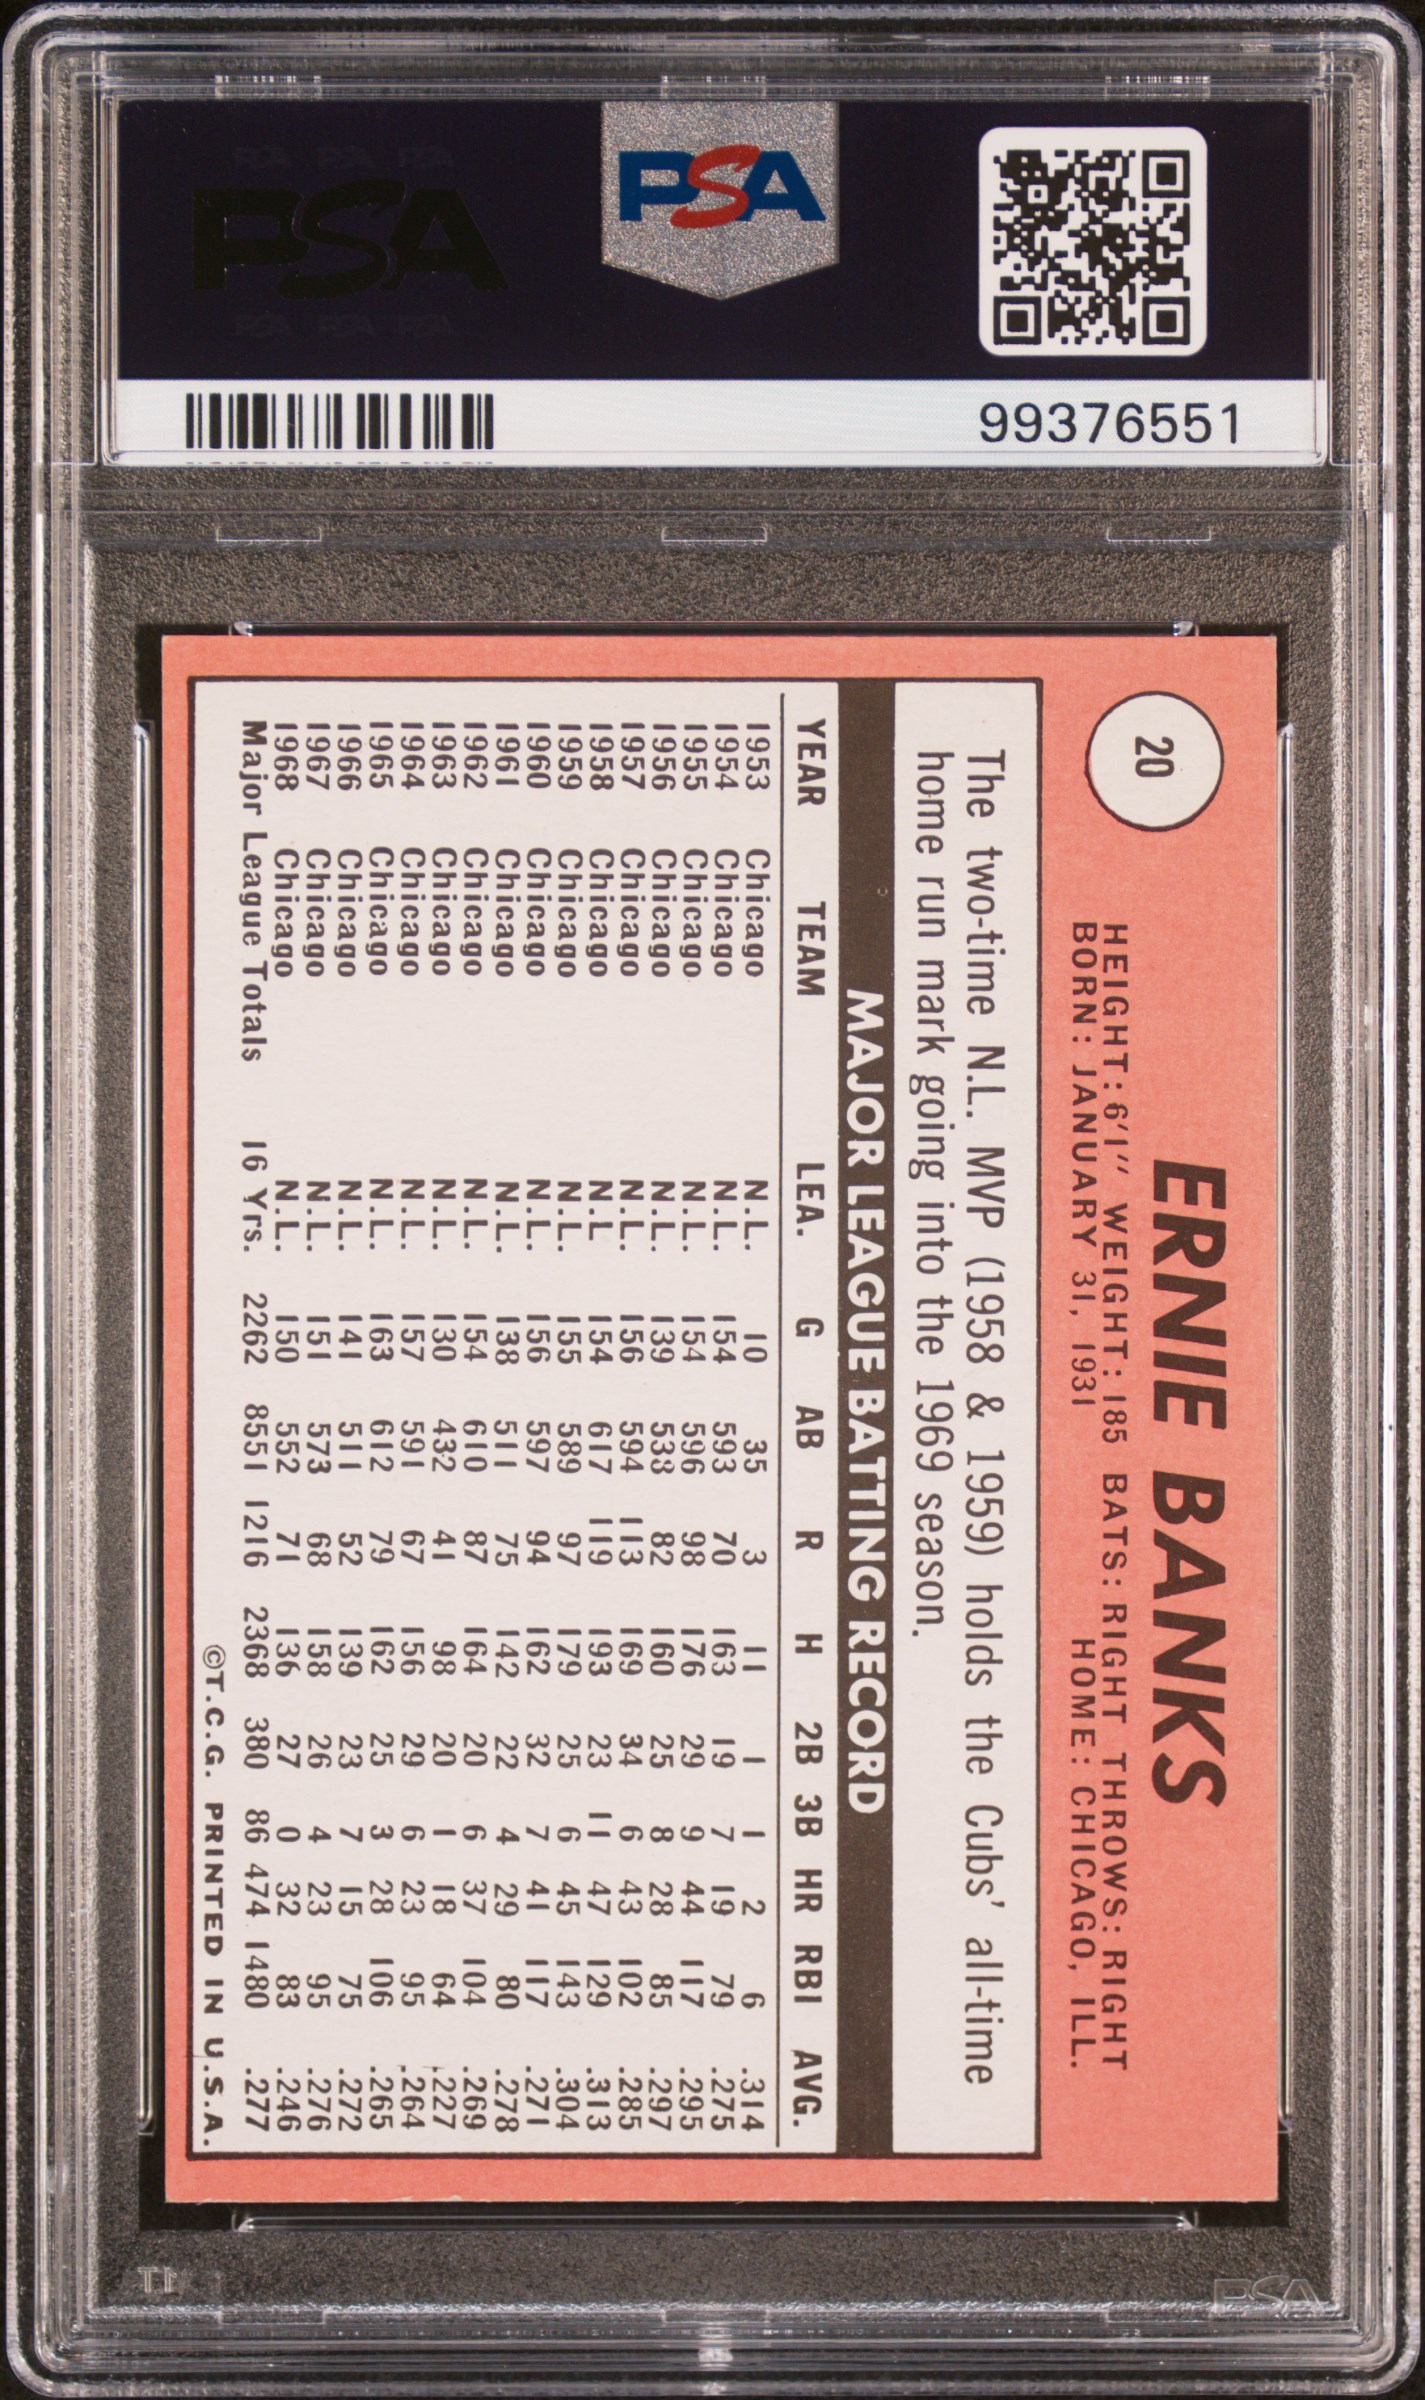 PSA PSA PSA
PSA
PSA PSA PSA
PSA
99376551
20
ERNIE BANKS
HEIGHT: 6'1" WEIGHT: 185 BATS: RIGHT THROWS: RIGHT
BORN: JANUARY 31, 1931 HOME: CHICAGO, ILL.
The two-time N.L. MVP (1958 & 1959) holds the Cubs' all-time
home run mark going into the 1969 season.
MAJOR LEAGUE BATTING RECORD
YEAR TEAM LEA. G AB R H 2B 3B HR RBI AVG.
1953 Chicago N.L. 10 35 3 11 1 1 2 6 .314
1954 Chicago N.L. 154 593 70 163 19 7 19 79 .275
1955 Chicago N.L. 154 596 98 176 29 9 44 117 .295
1956 Chicago N.L. 139 538 82 160 25 8 28 85 .297
1957 Chicago N.L. 156 594 113 169 34 6 43 102 .285
1958 Chicago N.L 154 617 119 193 23 11 47 129 .313
1959 Chicago N.L. 155 589 97 179 25 6 45 143 .304
1960 Chicago N.L. 156 597 94 162 32 7 41 117 .271
1961 Chicago N.L. 138 511 75 142 22 4 29 80 .278
1962 Chicago N.L. 154 610 87 164 20 6 37 104 .269
1963 Chicago N.L. 130 432 41 98 20 1 18 64 .227
1964 Chicago N.L. 157 591 67 156 29 6 23 95 .264
1965 Chicago N.L. 163 612 79 162 25 3 28 106 .265
1966 Chicago N.L. 141 511 52 139 23 7 15 75 .272
1967 Chicago N.L. 151 573 68 158 26 4 23 95 .276
1968 Chicago N.L. 150 552 71 136 27 0 32 83 .246
Major League Totals 16 Yrs. 2262 8551 1216 2368 380 86 474 1480 .277
©T.C.G. PRINTED IN U.S.A.
PSA